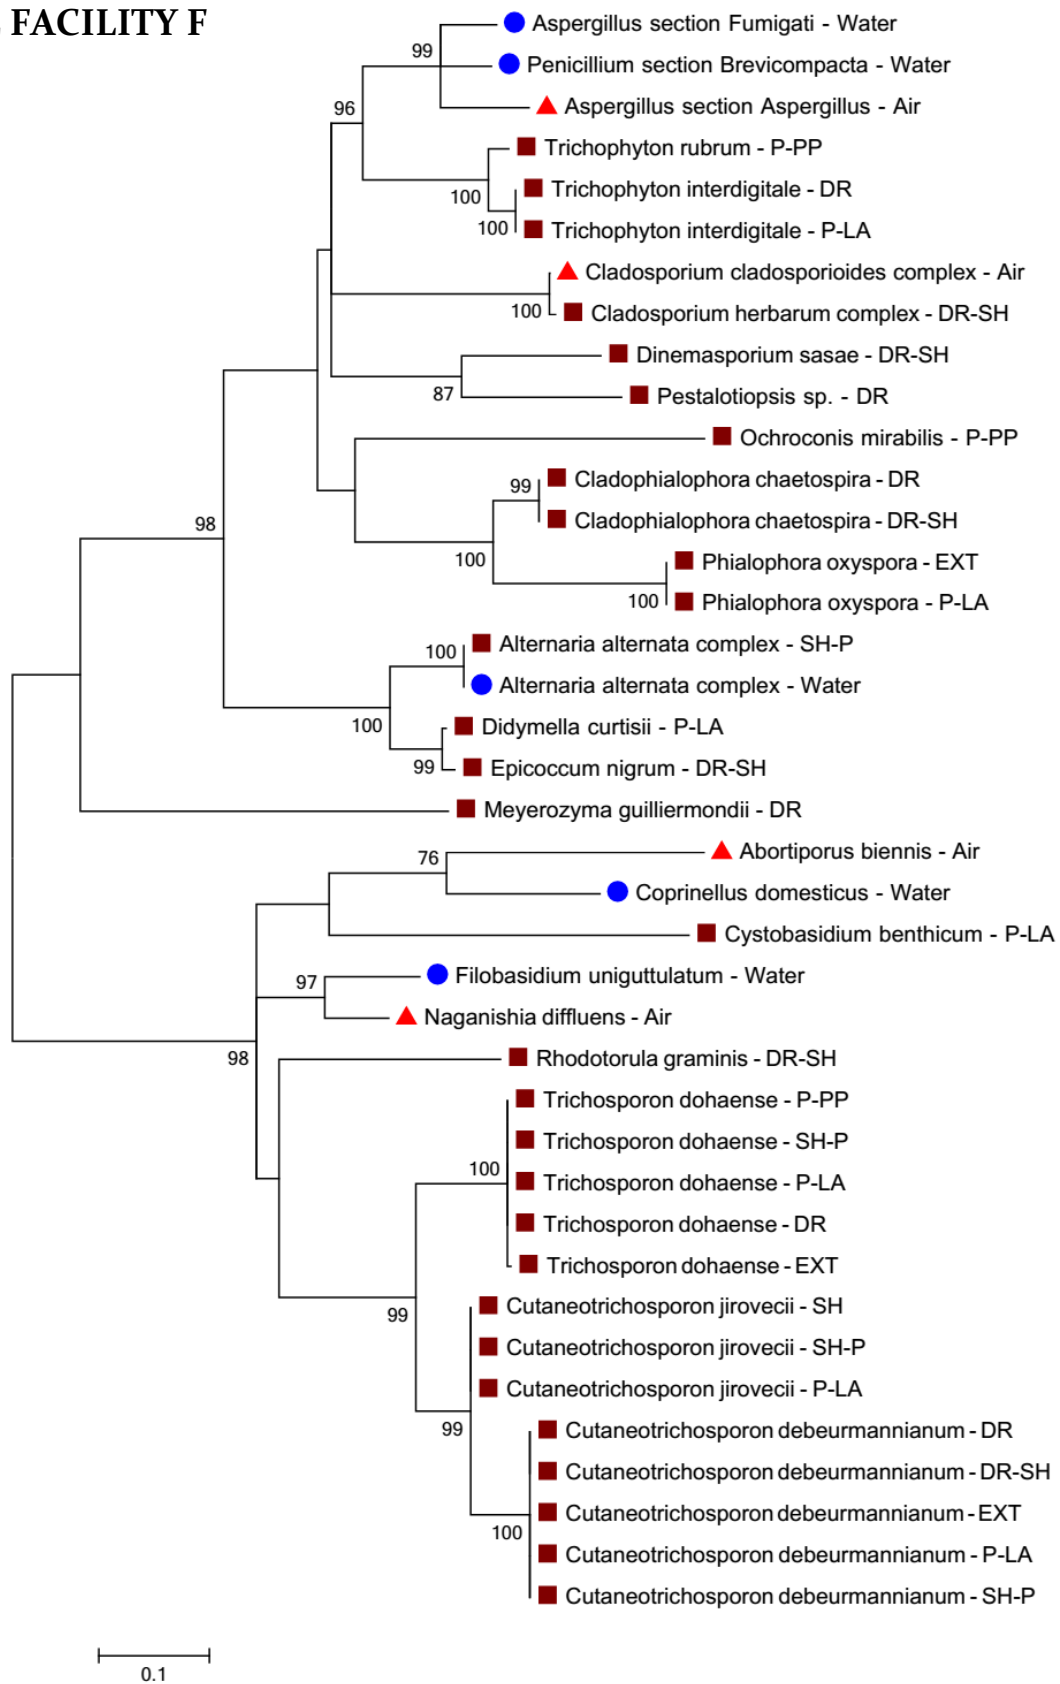 FACILITY F
Aspergillus section Fumigati - Water
99
Penicillium section Brevicompacta - Water
Aspergillus section Aspergillus - Air
96
Trichophyton rubrum - P-PP
Trichophyton interdigitale - DR
100
Trichophyton interdigitale - P-LA
100
Cladosporium cladosporioides complex - Air
100
Cladosporium herbarum complex - DR-SH
Dinemasporium sasae - DR-SH
87
Pestalotiopsis sp. - DR
Ochroconis mirabilis - P-PP
Cladophialophora chaetospira - DR
99
Cladophialophora chaetospira - DR-SH
98
100
Phialophora oxyspora - EXT
100
Phialophora oxyspora - P-LA
Alternaria alternata complex - SH-P
100
Alternaria alternata complex - Water
100
Didymella curtisii - P-LA
99
Epicoccum nigrum - DR-SH
Meyerozyma guilliermondii - DR
76
Abortiporus biennis - Air
Coprinellus domesticus - Water
Cystobasidium benthicum - P-LA
Filobasidium uniguttulatum - Water
97
Naganishia diffluens - Air
98
Rhodotorula graminis - DR-SH
Trichosporon dohaense - P-PP
Trichosporon dohaense - SH-P
100
Trichosporon dohaense - P-LA
Trichosporon dohaense - DR
Trichosporon dohaense - EXT
99
Cutaneotrichosporon jirovecii - SH
Cutaneotrichosporon jirovecii - SH-P
Cutaneotrichosporon jirovecii - P-LA
99
Cutaneotrichosporon debeurmannianum - DR
Cutaneotrichosporon debeurmannianum - DR-SH
Cutaneotrichosporon debeurmannianum - EXT
100
Cutaneotrichosporon debeurmannianum - P-LA
Cutaneotrichosporon debeurmannianum - SH-P
0.1